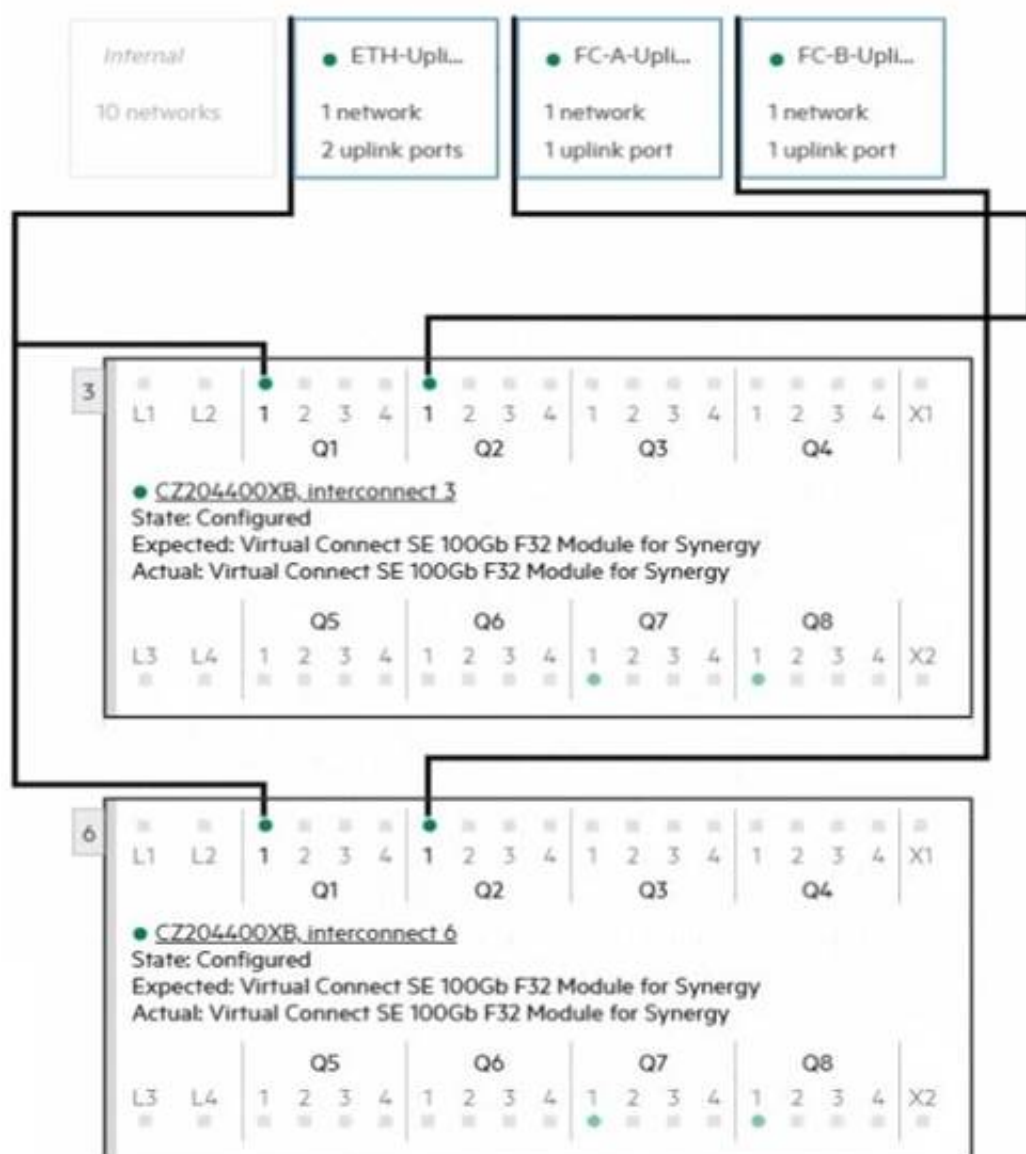 Internal
10 networks
ETH-Upli...
1 network
2 uplink ports
FC-A-Upli...
1 network
1 uplink port
FC-B-Upli...
1 network
1 uplink port
3
L1 L2 1 2 3 4 1 2 3 4 1 2 3 4 1 2 3 4 X1
Q1 Q2 Q3 Q4
CZ204400XB, interconnect 3
State: Configured
Expected: Virtual Connect SE 100Gb F32 Module for Synergy
Actual: Virtual Connect SE 100Gb F32 Module for Synergy
Q5 Q6 Q7 Q8
L3 L4 1 2 3 4 1 2 3 4 1 2 3 4 1 2 3 4 X2
6
L1 L2 1 2 3 4 1 2 3 4 1 2 3 4 1 2 3 4 X1
Q1 Q2 Q3 Q4
CZ204400XB, interconnect 6
State: Configured
Expected: Virtual Connect SE 100Gb F32 Module for Synergy
Actual: Virtual Connect SE 100Gb F32 Module for Synergy
Q5 Q6 Q7 Q8
L3 L4 1 2 3 4 1 2 3 4 1 2 3 4 1 2 3 4 X2